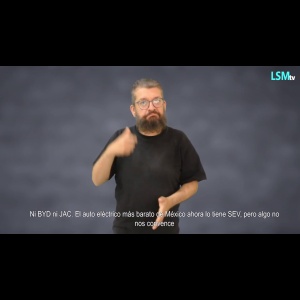 LSMtv
Ni BYD ni JAC. El auto eléctrico más barato de México ahora lo tiene SEV, pero algo no
nos convence